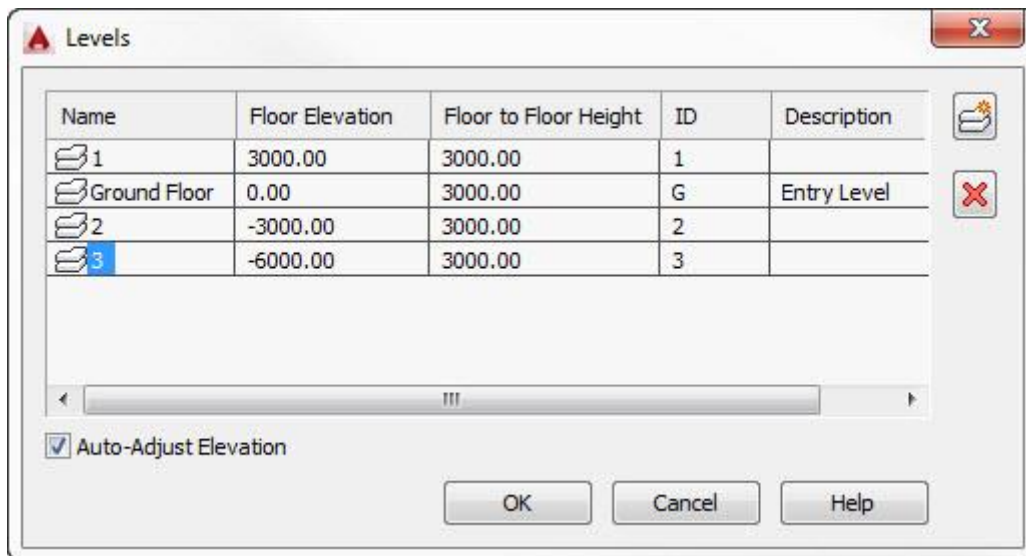 Levels
Name Floor Elevation Floor to Floor Height ID Description
1 3000.00 3000.00 1
Ground Floor 0.00 3000.00 G Entry Level
2 -3000.00 3000.00 2
3 -6000.00 3000.00 3
Auto-Adjust Elevation
OK Cancel Help